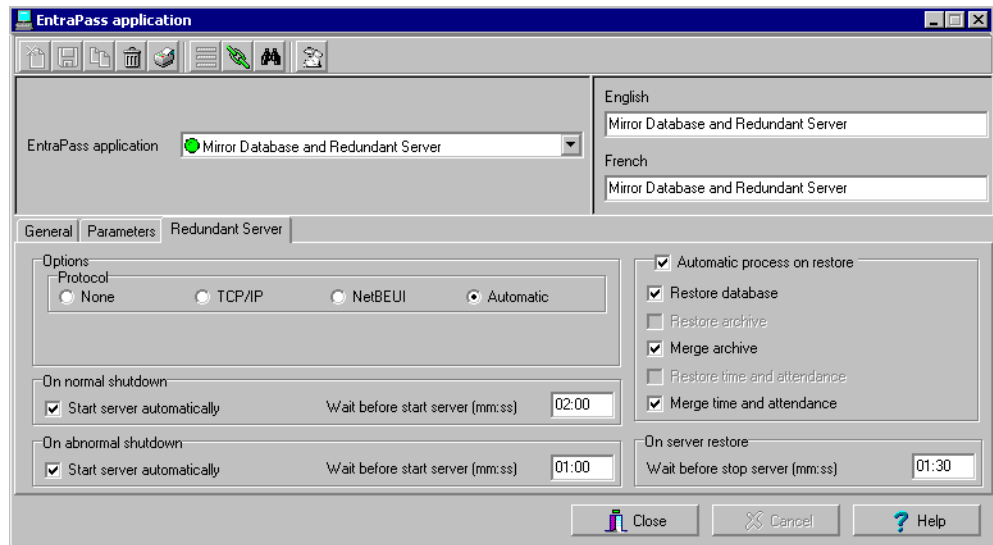 EntraPass application
English
Mirror Database and Redundant Server
EntraPass application
Mirror Database and Redundant Server
French
Mirror Database and Redundant Server
General
Parameters
Redundant Server
Options
Protocol
None
TCP/IP
NetBEUI
Automatic
On normal shutdown
Start server automatically
Wait before start server (mm:ss)
02:00
On abnormal shutdown
Start server automatically
Wait before start server (mm:ss)
01:00
Automatic process on restore
Restore database
Restore archive
Merge archive
Restore time and attendance
Merge time and attendance
On server restore
Wait before stop server (mm:ss)
01:30
Close
Cancel
Help